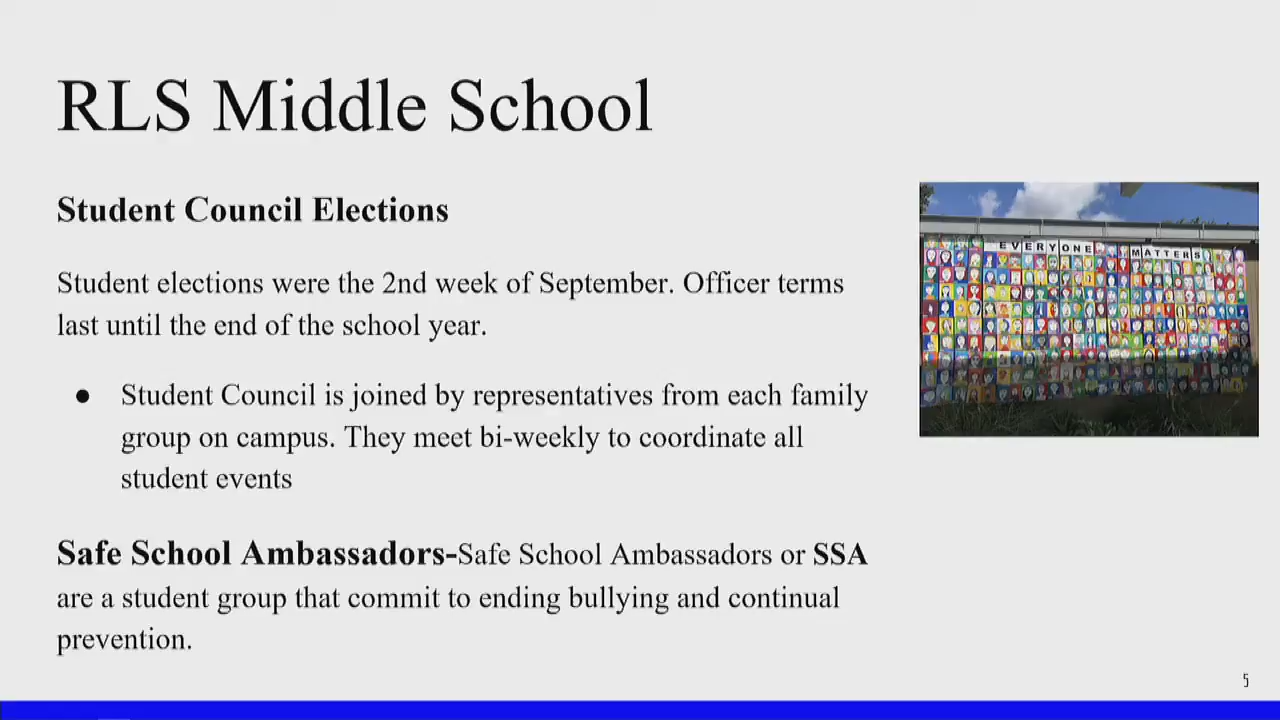 RLS Middle School
Student Council Elections
Student elections were the 2nd week of September. Officer terms
last until the end of the school year.
● Student Council is joined by representatives from each family
group on campus. They meet bi-weekly to coordinate all
student events
Safe School Ambassadors-Safe School Ambassadors or SSA
are a student group that commit to ending bullying and continual
prevention.
EVERYONE MATTERS
5